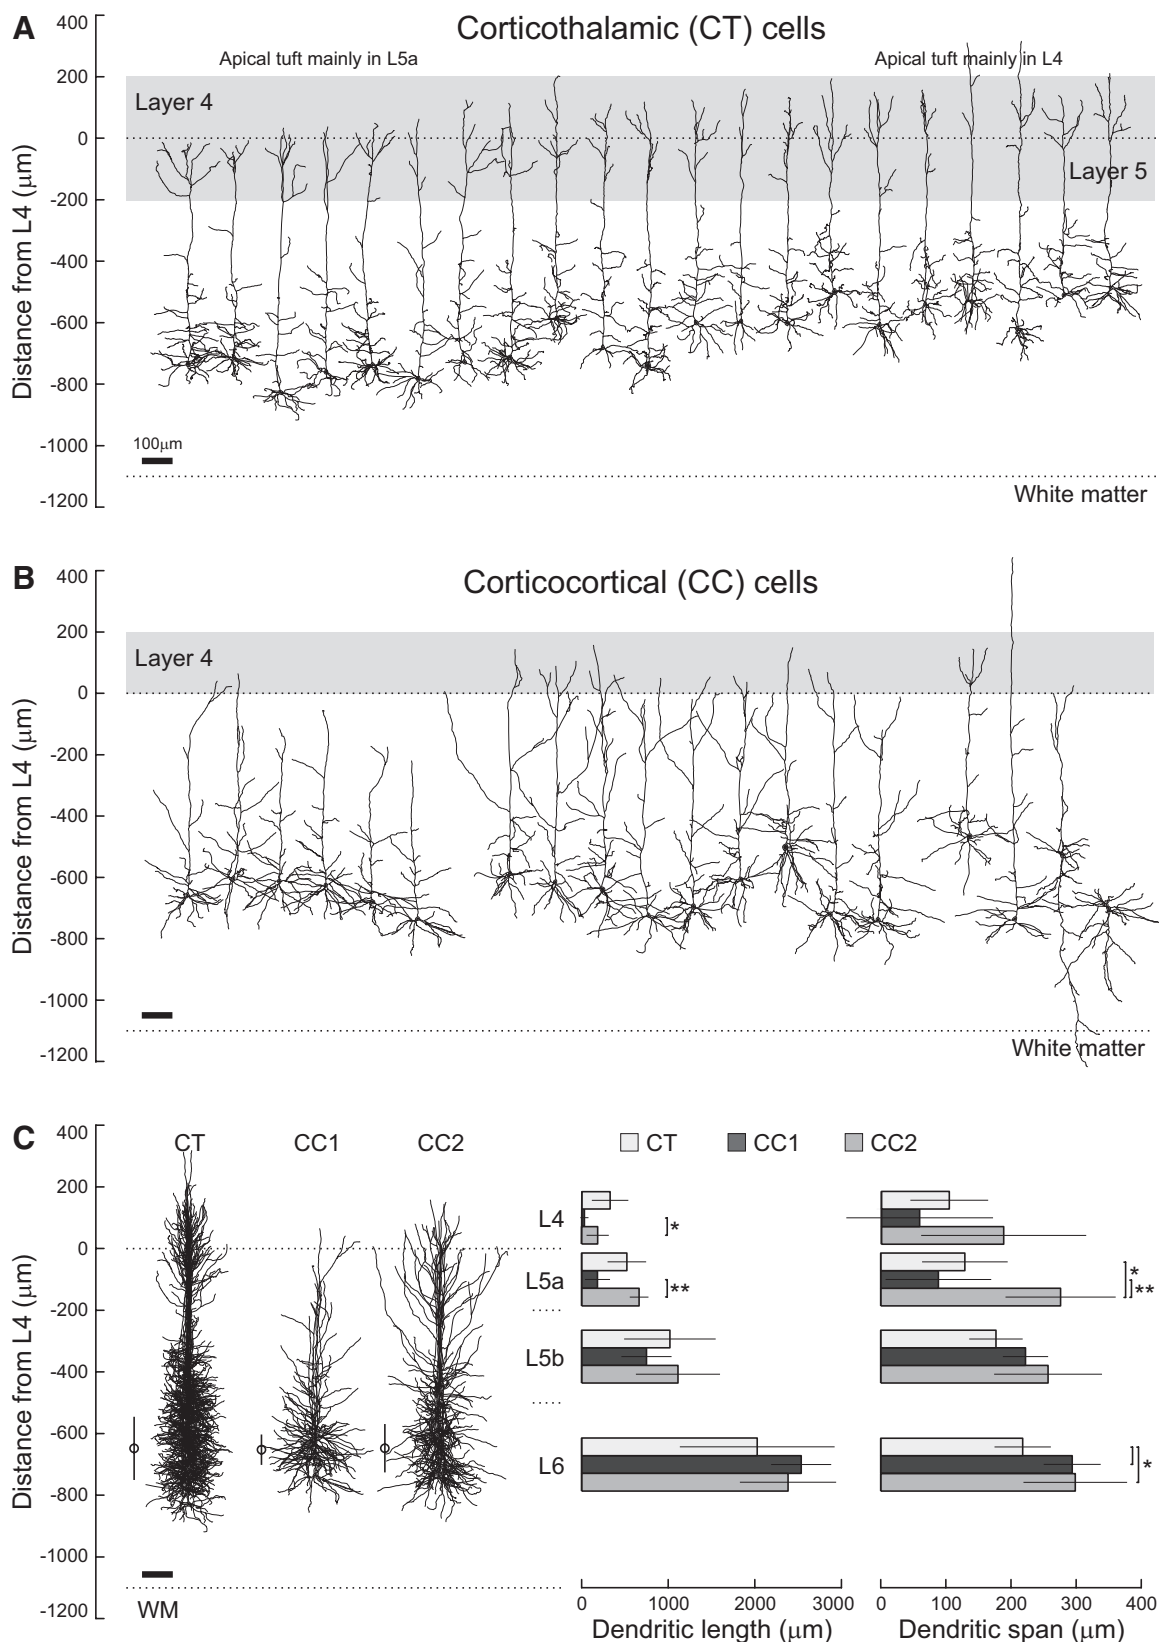 A
Corticothalamic (CT) cells
Apical tuft mainly in L5a
Apical tuft mainly in L4
Layer 4
Layer 5
400
200
0
-200
-400
-600
-800
-1000
-1200
Distance from L4 (μm)
100μm
White matter
B
Corticocortical (CC) cells
Layer 4
400
200
0
-200
-400
-600
-800
-1000
-1200
Distance from L4 (μm)
White matter
C
CT
CC1
CC2
400
200
0
-200
-400
-600
-800
-1000
-1200
Distance from L4 (μm)
WM
CT
CC1
CC2
L4
*
L5a
**
*
**
L5b
L6
*
0
1000
2000
3000
Dendritic length (μm)
0
100
200
300
400
Dendritic span (μm)